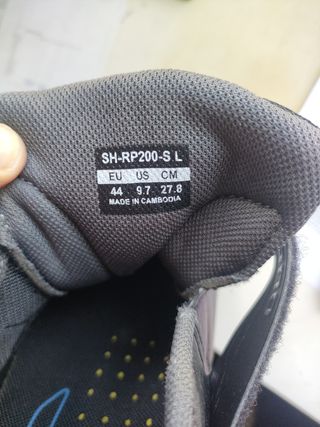 SH-RP200-S L
EU US CM
44 9.7 27.8
MADE IN CAMBODIA